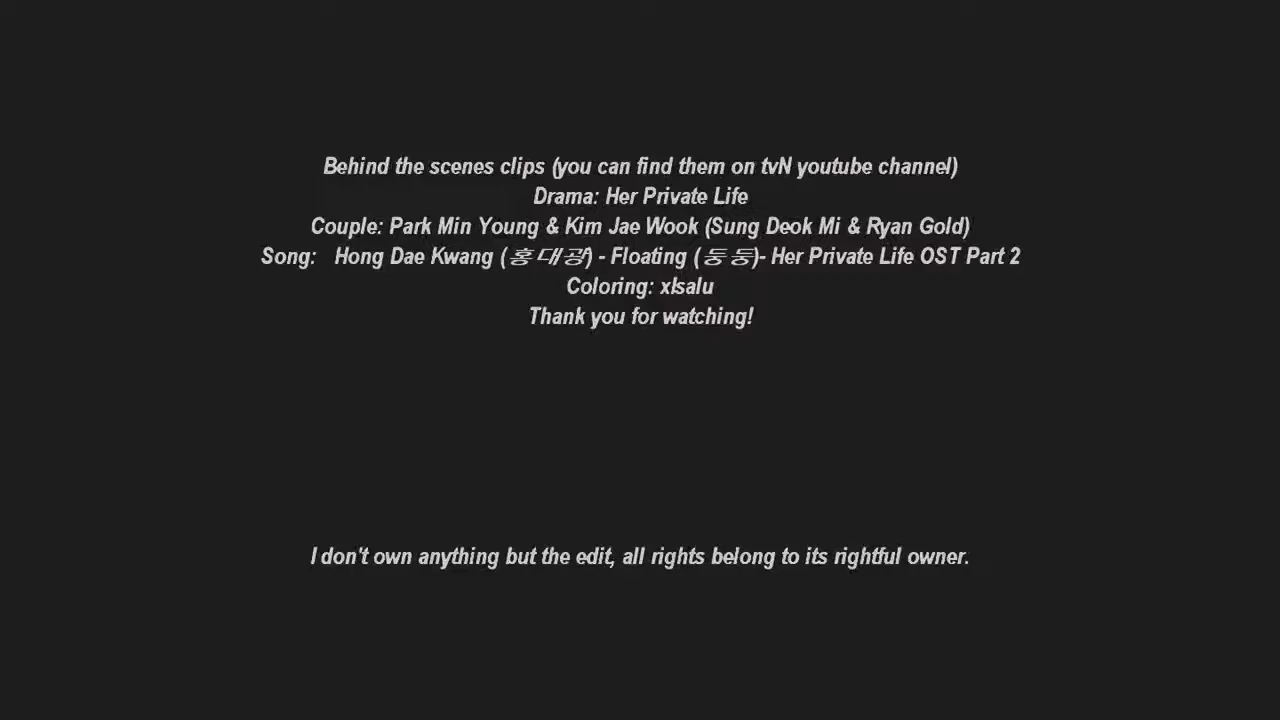 Behind the scenes clips (you can find them on tvN youtube channel)
Drama: Her Private Life
Couple: Park Min Young & Kim Jae Wook (Sung Deok Mi & Ryan Gold)
Song:   Hong Dae Kwang (홍대광) - Floating (둥둥)- Her Private Life OST Part 2
Coloring: xlsalu
Thank you for watching!
I don't own anything but the edit, all rights belong to its rightful owner.